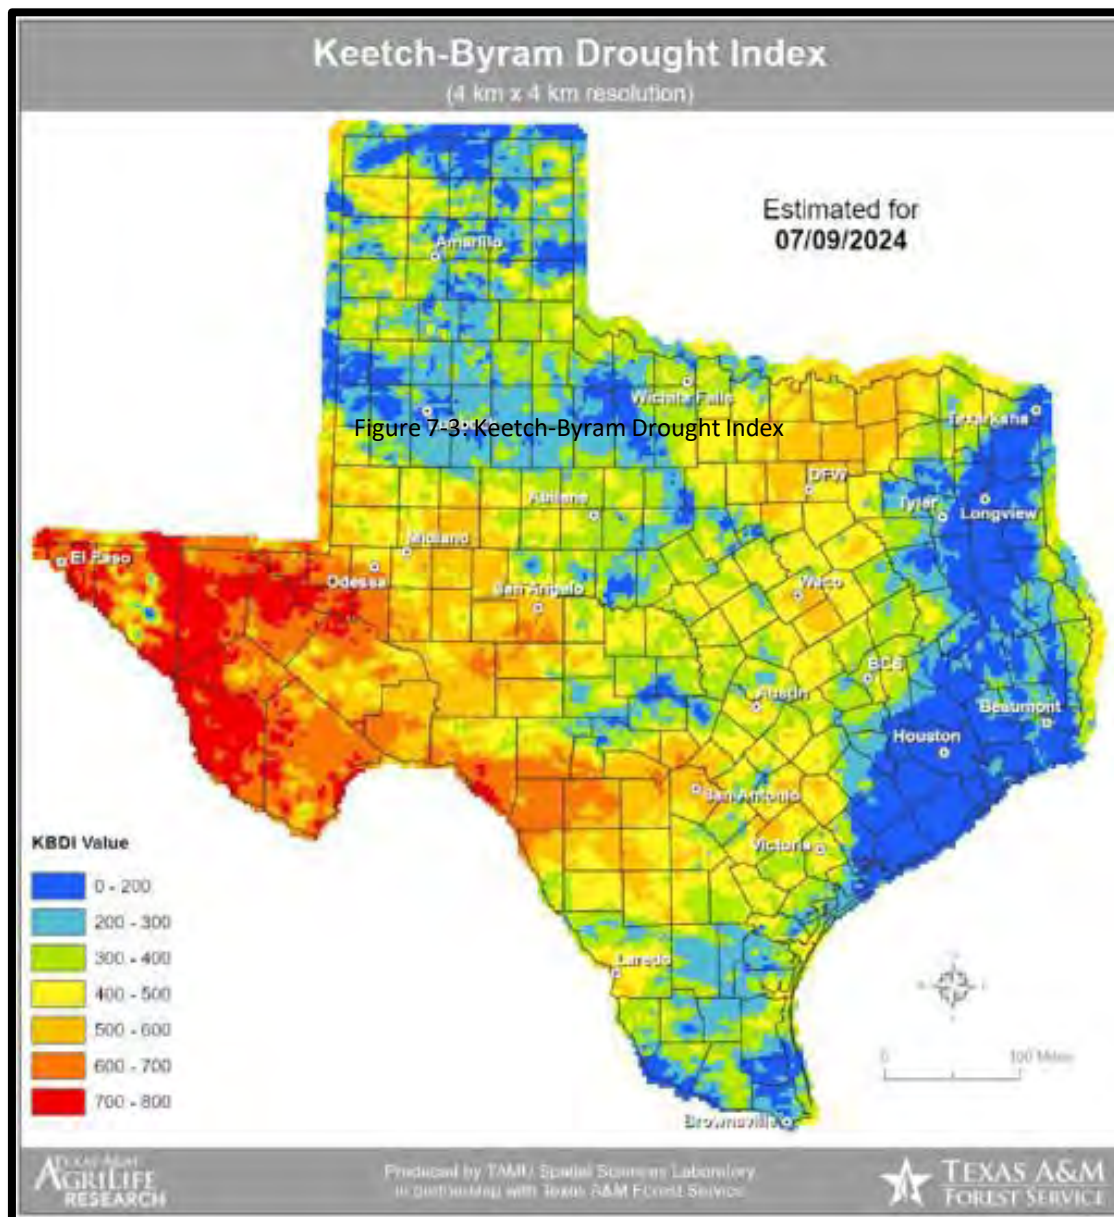 Keetch-Byram Drought Index
(4 km x 4 km resolution)
Estimated for
07/09/2024
Amarillo
Wichita Falls
Texarkana
Figure 7-3: Keetch-Byram Drought Index
DFW
Abilene
Tyler
Longview
Midland
El Paso
Odessa
San Angelo
Waco
BCS
Austin
Beaumont
Houston
San Antonio
Victoria
KBDI Value
0 - 200
200 - 300
300 - 400
400 - 500
500 - 600
600 - 700
700 - 800
Laredo
0 100 Miles
Brownsville
TEXAS A&M
AGRILIFE
RESEARCH
Produced by TAMU Spatial Sciences Laboratory
in partnership with Texas A&M Forest Service
TEXAS A&M
FOREST SERVICE